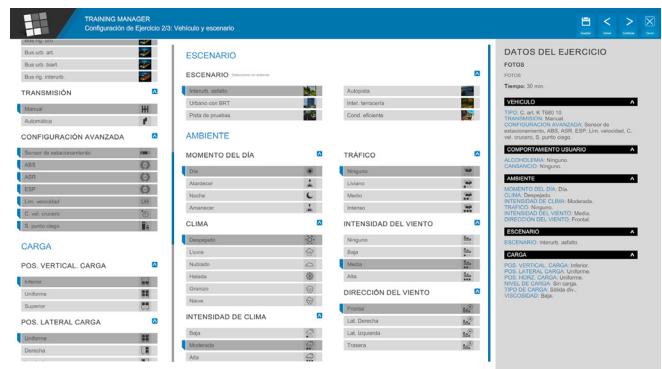 TRAINING MANAGER
Configuración de Ejercicio 2/3: Vehículo y escenario
Bus urb. art.
Bus urb. biart.
Bus rig. interurb.
TRANSMISIÓN
Manual
Automática
CONFIGURACIÓN AVANZADA
Sensor de estacionamiento
ABS
ASR
ESP
Lim. velocidad
C. vel. crucero
S. punto ciego
CARGA
POS. VERTICAL. CARGA
Inferior
Uniforme
Superior
POS. LATERAL CARGA
Uniforme
Derecha
Izquierda
ESCENARIO
ESCENARIO
Interurb. asfalto
Urbano con BRT
Pista de pruebas
Autopista
Inter. terracería
Cond. eficiente
AMBIENTE
MOMENTO DEL DÍA
Día
Atardecer
Noche
Amanecer
CLIMA
Despejado
Lluvia
Nublado
Helada
Granizo
Nieve
INTENSIDAD DE CLIMA
Baja
Moderada
Alta
TRÁFICO
Ninguno
Liviano
Medio
Intenso
INTENSIDAD DEL VIENTO
Ninguno
Baja
Media
Alta
DIRECCIÓN DEL VIENTO
Frontal
Lat. Derecha
Lat. Izquierda
Trasera
DATOS DEL EJERCICIO
FOTOS
FOTOS
Tiempo: 30 min.
VEHICULO
TIPO: C. art. K T680 10.
TRANSMISIÓN: Manual.
CONFIGURACIÓN AVANZADA: Sensor de
estacionamiento, ABS, ASR, ESP, Lim. velocidad, C.
vel. crucero, S. punto ciego.
COMPORTAMIENTO USUARIO
ALCOHOLEMIA: Ninguno.
CANSANCIO: Ninguno.
AMBIENTE
MOMENTO DEL DÍA: Día.
CLIMA: Despejado.
INTENSIDAD DE CLIMA: Moderada.
TRÁFICO: Ninguno.
INTENSIDAD DEL VIENTO: Media.
DIRECCIÓN DEL VIENTO: Frontal.
ESCENARIO
ESCENARIO: Interurb. asfalto.
CARGA
POS. VERTICAL. CARGA: Inferior.
POS. LATERAL CARGA: Uniforme.
POS. HORZ. CARGA: Uniforme.
NIVEL DE CARGA: Sin carga.
TIPO DE CARGA: Sólida div..
VISCOSIDAD: Baja.